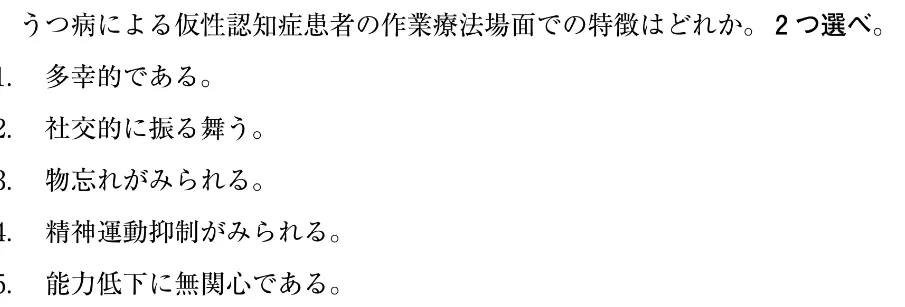 うつ病による仮性認知症患者の作業療法場面での特徴はどれか。2つ選べ。
1. 多幸的である。
2. 社交的に振る舞う。
3. 物忘れがみられる。
4. 精神運動抑制がみられる。
5. 能力低下に無関心である。